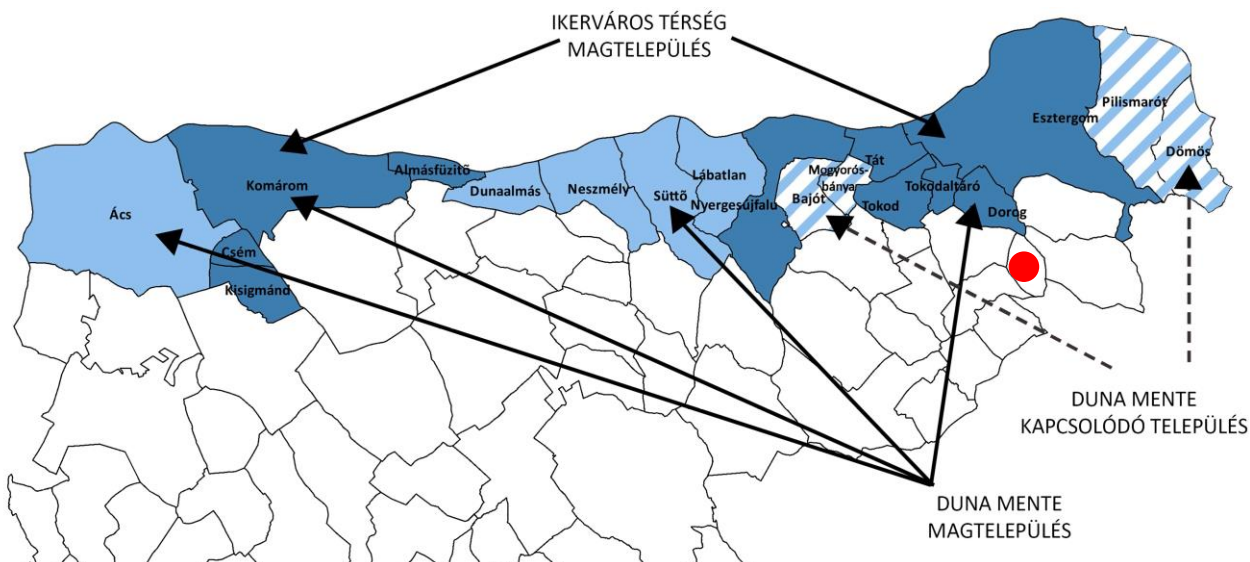 IKERVÁROS TÉRSÉG
MAGTELEPÜLÉS
Pilismarót
Esztergom
Dömös
Tát
Almásfüzitő
Mogyorós-
bánya
Lábatlan
Komárom
Dunaalmás
Neszmély
Süttő
Tokodaltáró
Bajót
Nyergesújfalu
Tokod
Dorog
Ács
Csém
Kisigmánd
DUNA MENTE
KAPCSOLÓDÓ TELEPÜLÉS
DUNA MENTE
MAGTELEPÜLÉS